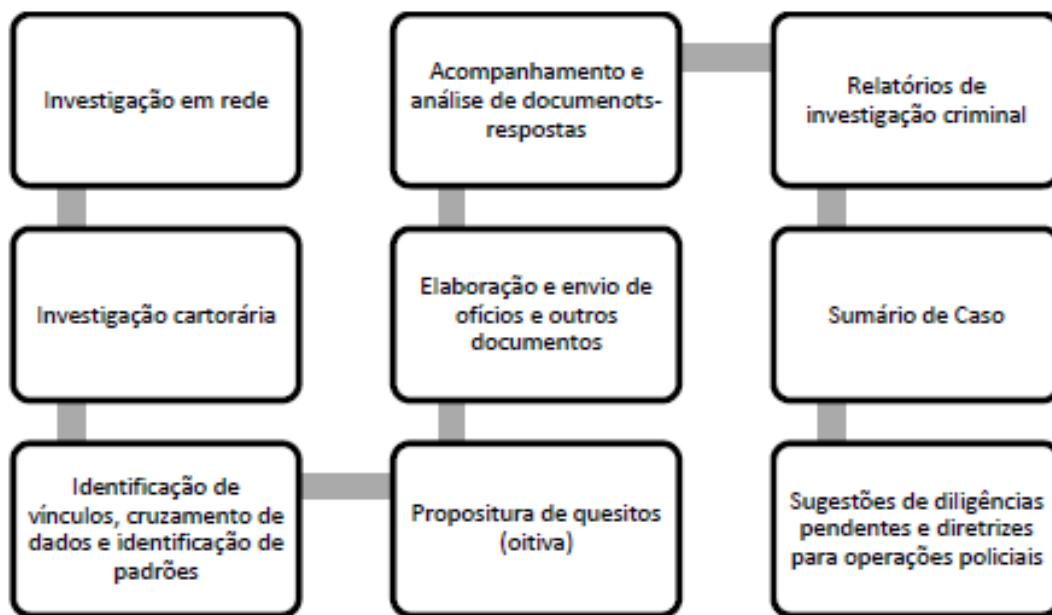 Investigação em rede
Investigação cartorária
Identificação de
vínculos, cruzamento de
dados e identificação de
padrões
Propositura de quesitos
(oitiva)
Elaboração e envio de
ofícios e outros
documentos
Acompanhamento e
análise de documenots-
respostas
Relatórios de
investigação criminal
Sumário de Caso
Sugestões de diligências
pendentes e diretrizes
para operações policiais